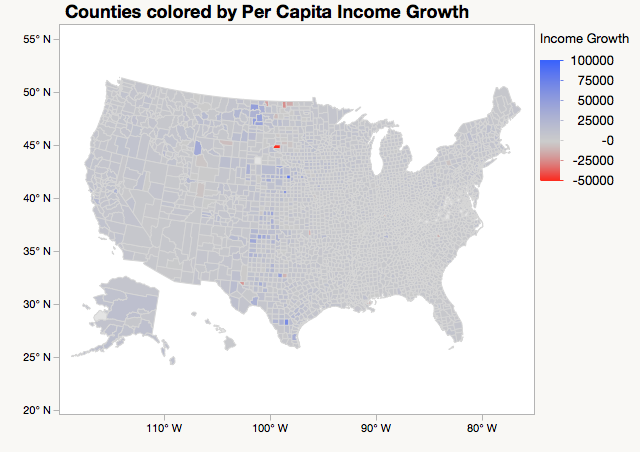 Counties colored by Per Capita Income Growth
55° N
50° N
45° N
40° N
35° N
30° N
25° N
20° N
110° W
100° W
90° W
80° W
Income Growth
100000
75000
50000
25000
-0
-25000
-50000